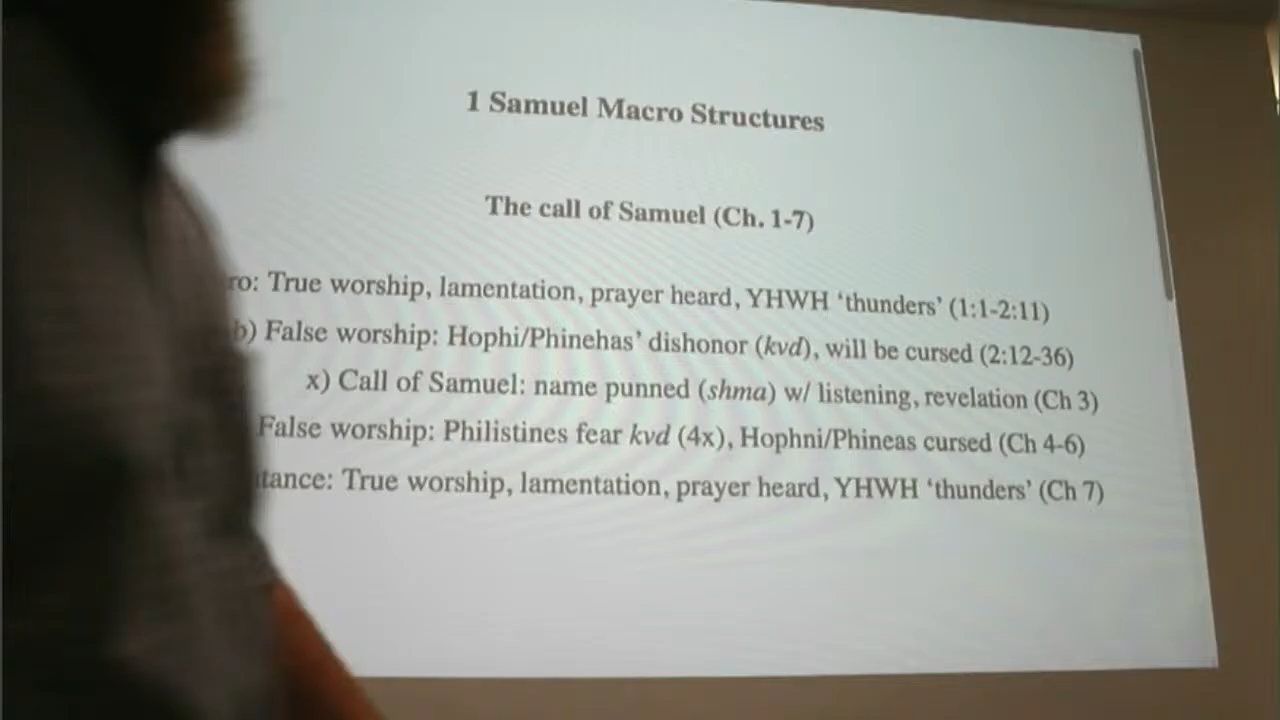 1 Samuel Macro Structures
The call of Samuel (Ch. 1-7)
True worship, lamentation, prayer heard, YHWH ‘thunders’ (1:1-2:11)
b) False worship: Hophi/Phinehas’ dishonor (kvd), will be cursed (2:12-36)
x) Call of Samuel: name punned (shma) w/ listening, revelation (Ch 3)
False worship: Philistines fear kvd (4x), Hophni/Phineas cursed (Ch 4-6)
True worship, lamentation, prayer heard, YHWH ‘thunders’ (Ch 7)